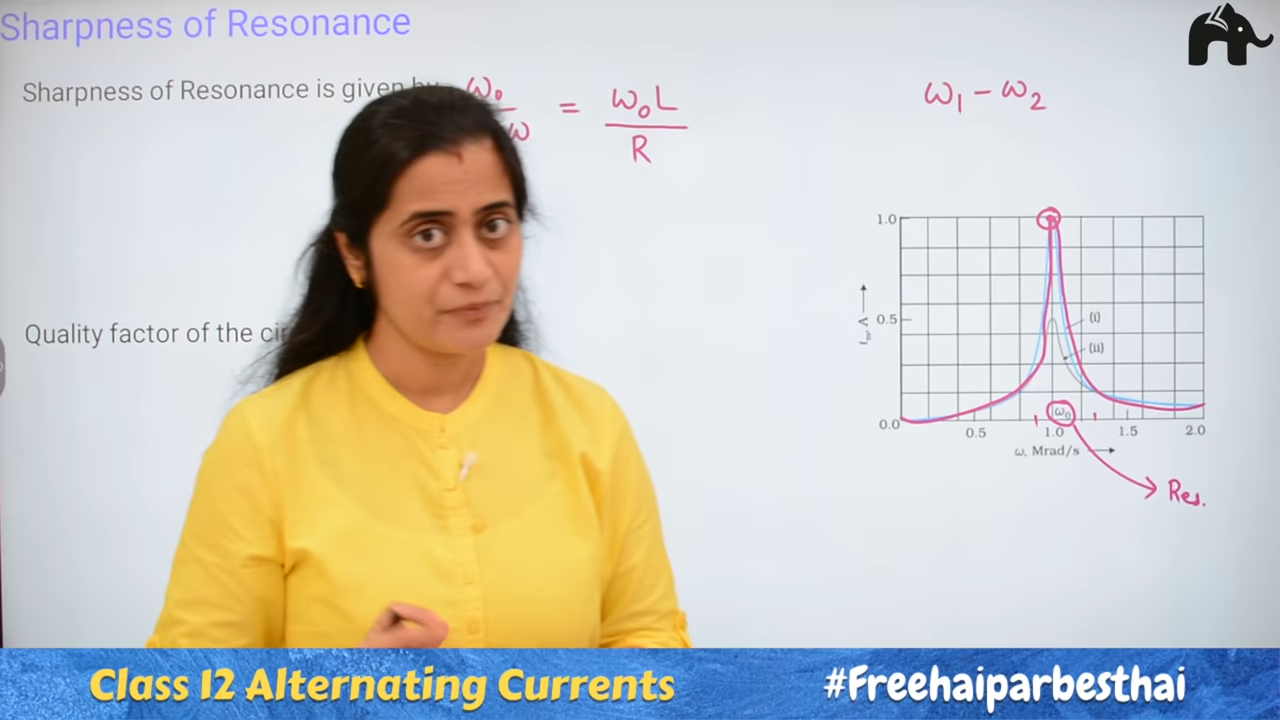 Sharpness of Resonance
Sharpness of Resonance is given
ω₀
ω
= ω₀L
R
ω₁ - ω₂
1.0
(i)
0.5
(ii)
0.0
ω₀
0.5
1.0
1.5
2.0
ω, Mrad/s
Res.
Quality factor of the
Class 12 Alternating Currents
#Freehaiparbesthai